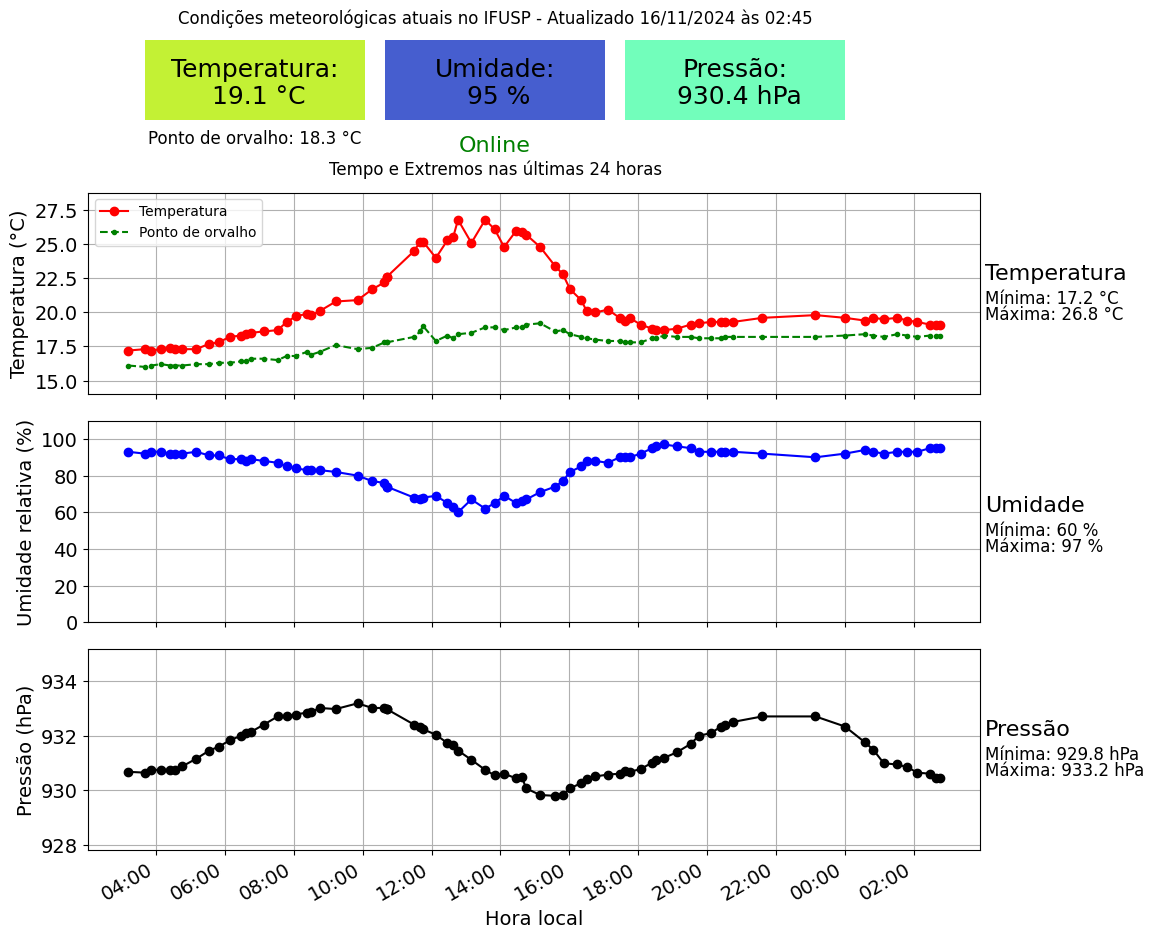 Condições meteorológicas atuais no IFUSP - Atualizado 16/11/2024 às 02:45
Temperatura:
19.1 °C
Umidade:
95 %
Pressão:
930.4 hPa
Ponto de orvalho: 18.3 °C
Online
Tempo e Extremos nas últimas 24 horas
Temperatura (°C)
27.5
25.0
22.5
20.0
17.5
15.0
Temperatura
Ponto de orvalho
Temperatura
Mínima: 17.2 °C
Máxima: 26.8 °C
Umidade relativa (%)
100
80
60
40
20
0
Umidade
Mínima: 60 %
Máxima: 97 %
Pressão (hPa)
934
932
930
928
Pressão
Mínima: 929.8 hPa
Máxima: 933.2 hPa
04:00 06:00 08:00 10:00 12:00 14:00 16:00 18:00 20:00 22:00 00:00 02:00
Hora local